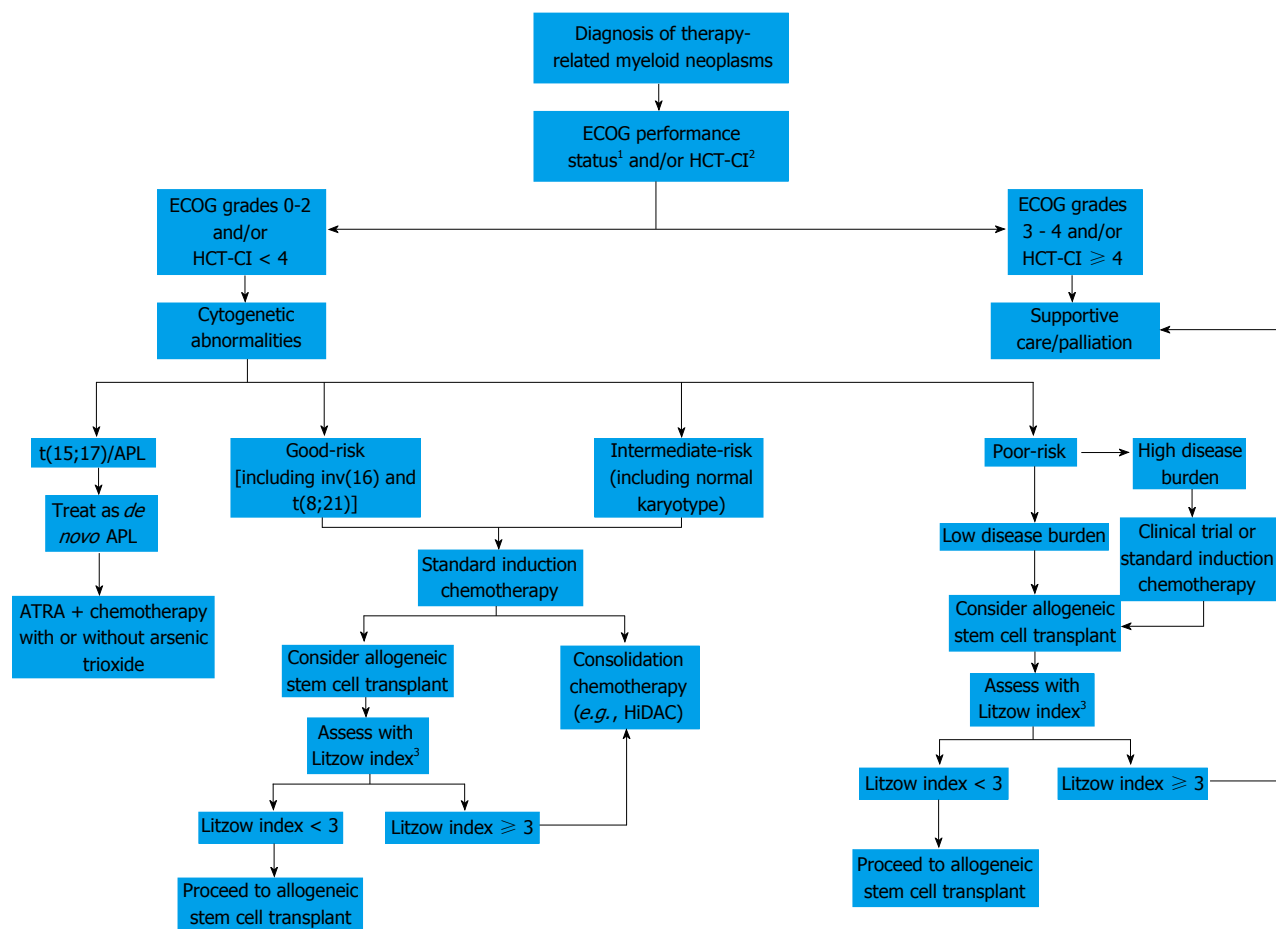 Diagnosis of therapy-
related myeloid neoplasms
ECOG performance
status¹ and/or HCT-CI²
ECOG grades 0-2
and/or
HCT-CI < 4
ECOG grades
3 - 4 and/or
HCT-CI ≥ 4
Cytogenetic
abnormalities
Supportive
care/palliation
t(15;17)/APL
Good-risk
[including inv(16) and
t(8;21)]
Intermediate-risk
(including normal
karyotype)
Poor-risk
High disease
burden
Treat as de
novo APL
Low disease burden
Clinical trial or
standard induction
chemotherapy
Standard induction
chemotherapy
ATRA + chemotherapy
with or without arsenic
trioxide
Consider allogeneic
stem cell transplant
Consider allogeneic
stem cell transplant
Consolidation
chemotherapy
(e.g., HiDAC)
Assess with
Litzow index³
Assess with
Litzow index³
Litzow index < 3
Litzow index ≥ 3
Litzow index < 3
Litzow index ≥ 3
Proceed to allogeneic
stem cell transplant
Proceed to allogeneic
stem cell transplant